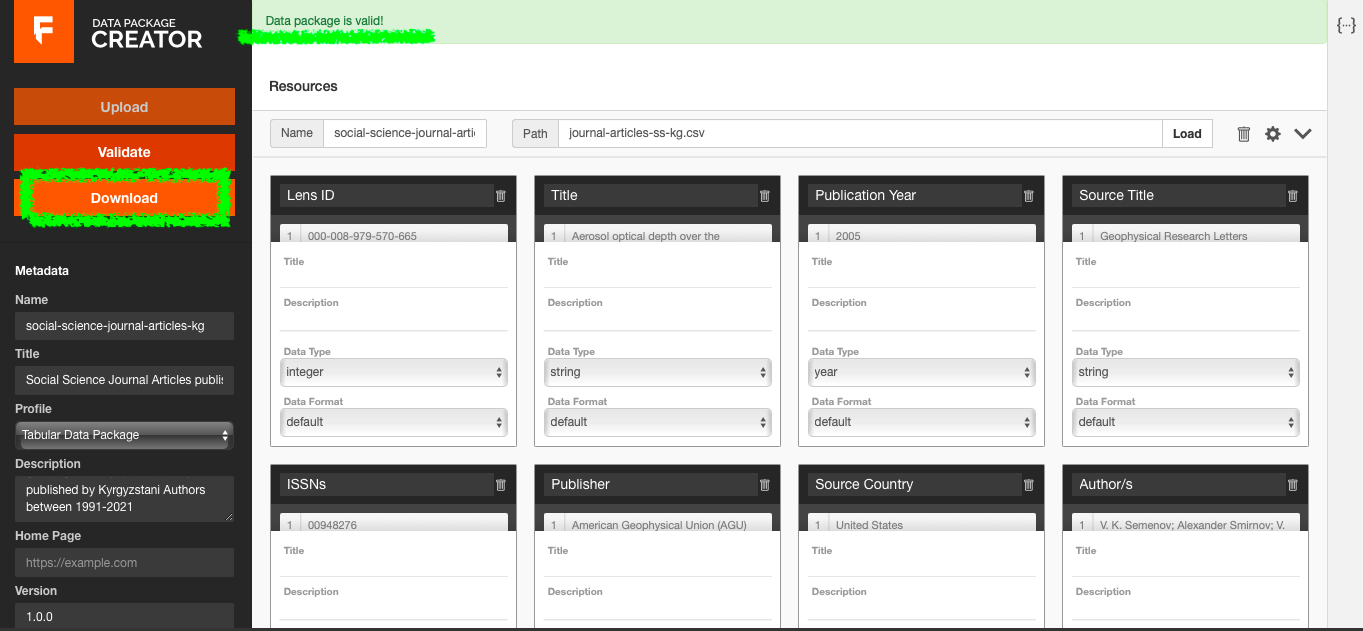 F
DATA PACKAGE
CREATOR
Upload
Validate
Download
Metadata
Name
social-science-journal-articles-kg
Title
Social Science Journal Articles publis
Profile
Tabular Data Package
Description
published by Kyrgyzstani Authors
between 1991-2021
Home Page
https://example.com
Version
1.0.0
Data package is valid!
{···}
Resources
Name social-science-journal-arti Path journal-articles-ss-kg.csv Load
Lens ID
1 000-008-979-570-665
Title
Description
Data Type
integer
Data Format
default
Title
1 Aerosol optical depth over the
Title
Description
Data Type
string
Data Format
default
Publication Year
1 2005
Title
Description
Data Type
year
Data Format
default
Source Title
1 Geophysical Research Letters
Title
Description
Data Type
string
Data Format
default
ISSNs
1 00948276
Title
Description
Publisher
1 American Geophysical Union (AGU)
Title
Description
Source Country
1 United States
Title
Description
Author/s
1 V. K. Semenov; Alexander Smirnov; V.
Title
Description